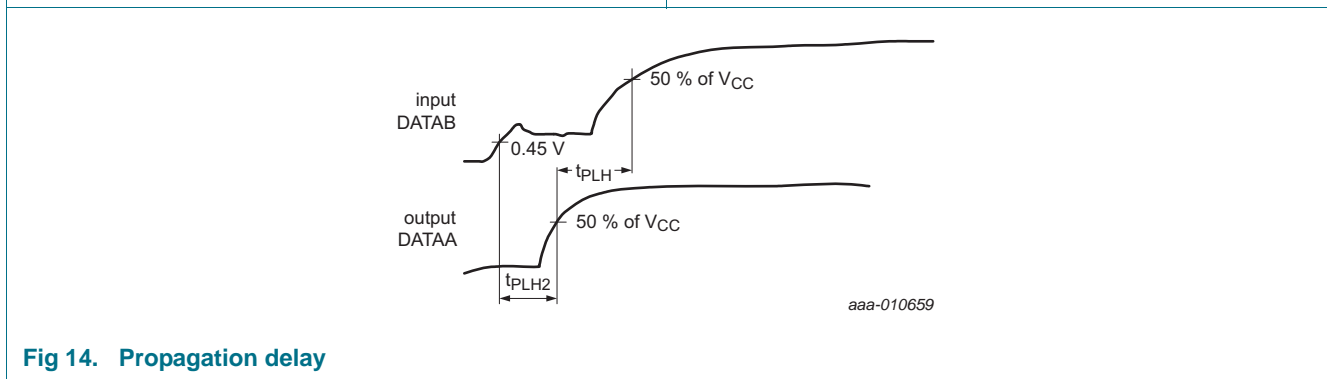 50 % of VCC
input
DATAB
0.45 V
tPLH
output
DATAA
50 % of VCC
tPLH2
aaa-010659
Fig 14. Propagation delay